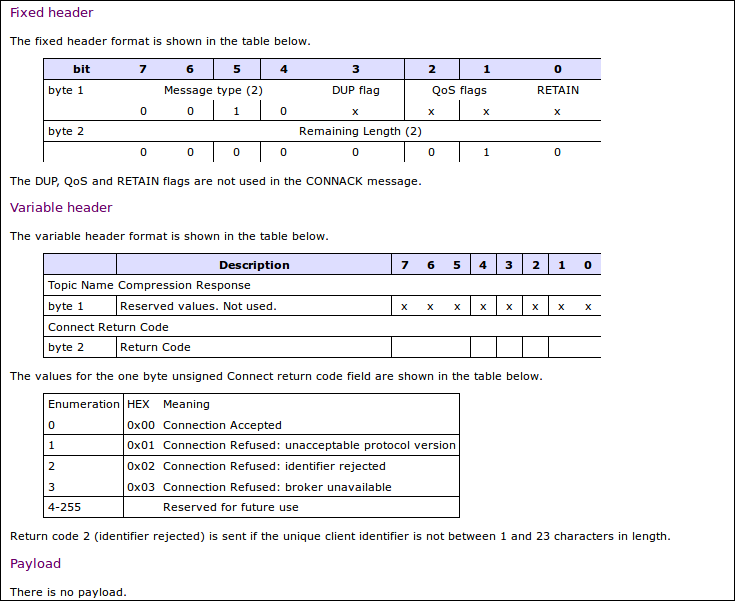 Fixed header
The fixed header format is shown in the table below.
bit 7 6 5 4 3 2 1 0
byte 1 Message type (2) DUP flag QoS flags RETAIN
0 0 1 0 x x x x
byte 2 Remaining Length (2)
0 0 0 0 0 0 1 0
The DUP, QoS and RETAIN flags are not used in the CONNACK message.
Variable header
The variable header format is shown in the table below.
Description 7 6 5 4 3 2 1 0
Topic Name Compression Response
byte 1 Reserved values. Not used. x x x x x x x x
Connect Return Code
byte 2 Return Code
The values for the one byte unsigned Connect return code field are shown in the table below.
Enumeration HEX Meaning
0 0x00 Connection Accepted
1 0x01 Connection Refused: unacceptable protocol version
2 0x02 Connection Refused: identifier rejected
3 0x03 Connection Refused: broker unavailable
4-255 Reserved for future use
Return code 2 (identifier rejected) is sent if the unique client identifier is not between 1 and 23 characters in length.
Payload
There is no payload.